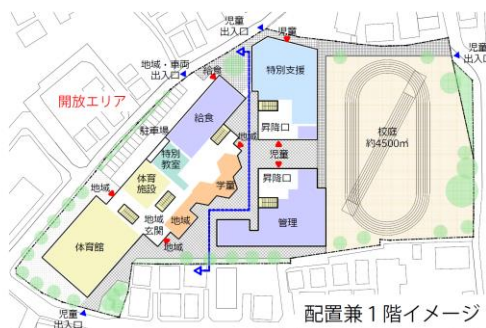 児童
出入口
児童
地域・車両
出入口
給食
特別支援
児童
出入口
開放エリア
駐車場
給食
昇降口
地域
校庭
約4500㎡
特別
教室
児童
地域
体育
施設
学童
昇降口
地域
玄関
地域
管理
体育館
地域
児童
出入口
配置兼1階イメージ